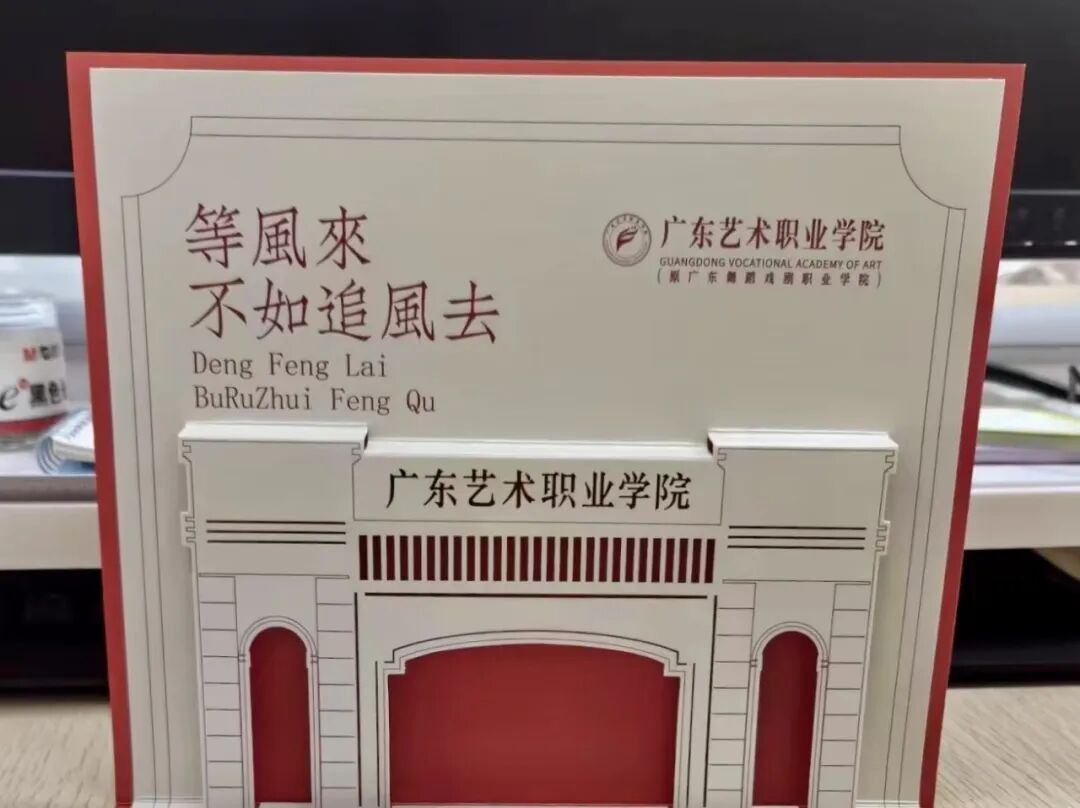 等風來
不如追風去
Deng Feng Lai
BuRuZhui Feng Qu
广东艺术职业学院
GUANGDONG VOCATIONAL ACADEMY OF ART
(原广东舞蹈戏剧职业学院)
广东艺术职业学院
黑色